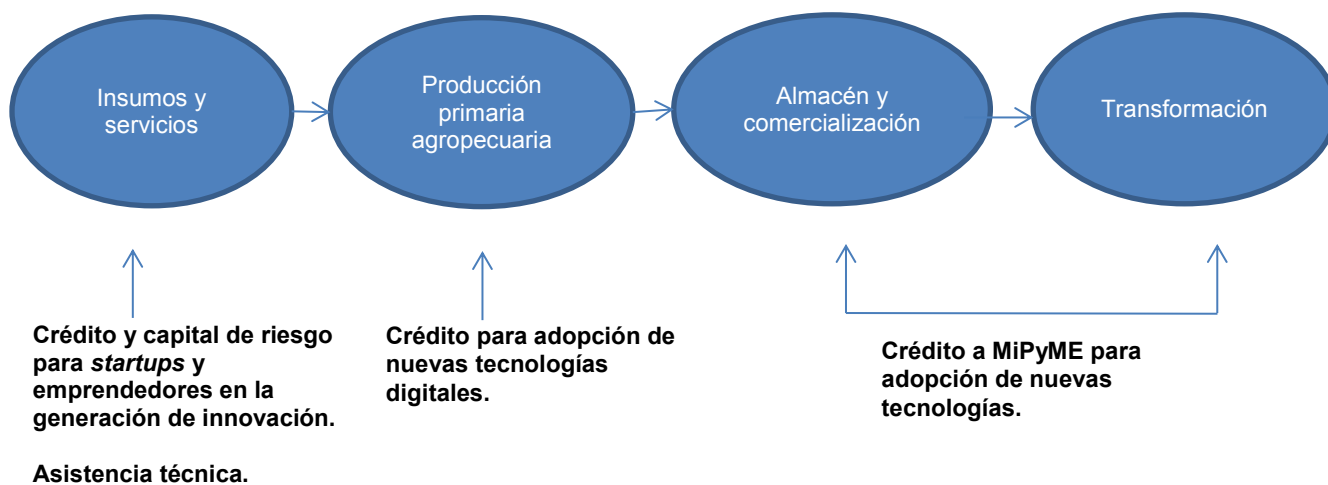 Insumos y
servicios
Producción
primaria
agropecuaria
Almacén y
comercialización
Transformación
Crédito y capital de riesgo
para startups y
emprendedores en la
generación de innovación.
Asistencia técnica.
Crédito para adopción de
nuevas tecnologías
digitales.
Crédito a MiPyME para
adopción de nuevas
tecnologías.